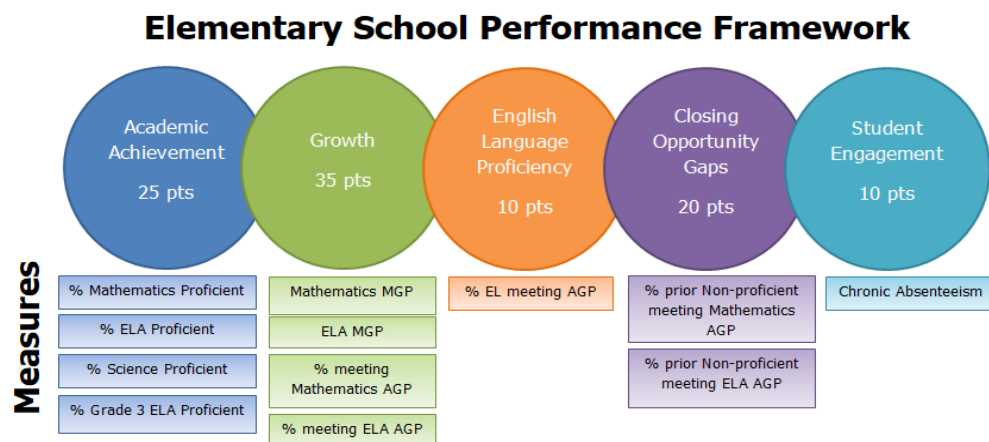 Elementary School Performance Framework
Academic
Achievement
25 pts
Growth
35 pts
English
Language
Proficiency
10 pts
Closing
Opportunity
Gaps
20 pts
Student
Engagement
10 pts
Measures
% Mathematics Proficient
% ELA Proficient
% Science Proficient
% Grade 3 ELA Proficient
Mathematics MGP
ELA MGP
% meeting
Mathematics AGP
% meeting ELA AGP
% EL meeting AGP
% prior Non-proficient
meeting Mathematics
AGP
% prior Non-proficient
meeting ELA AGP
Chronic Absenteeism